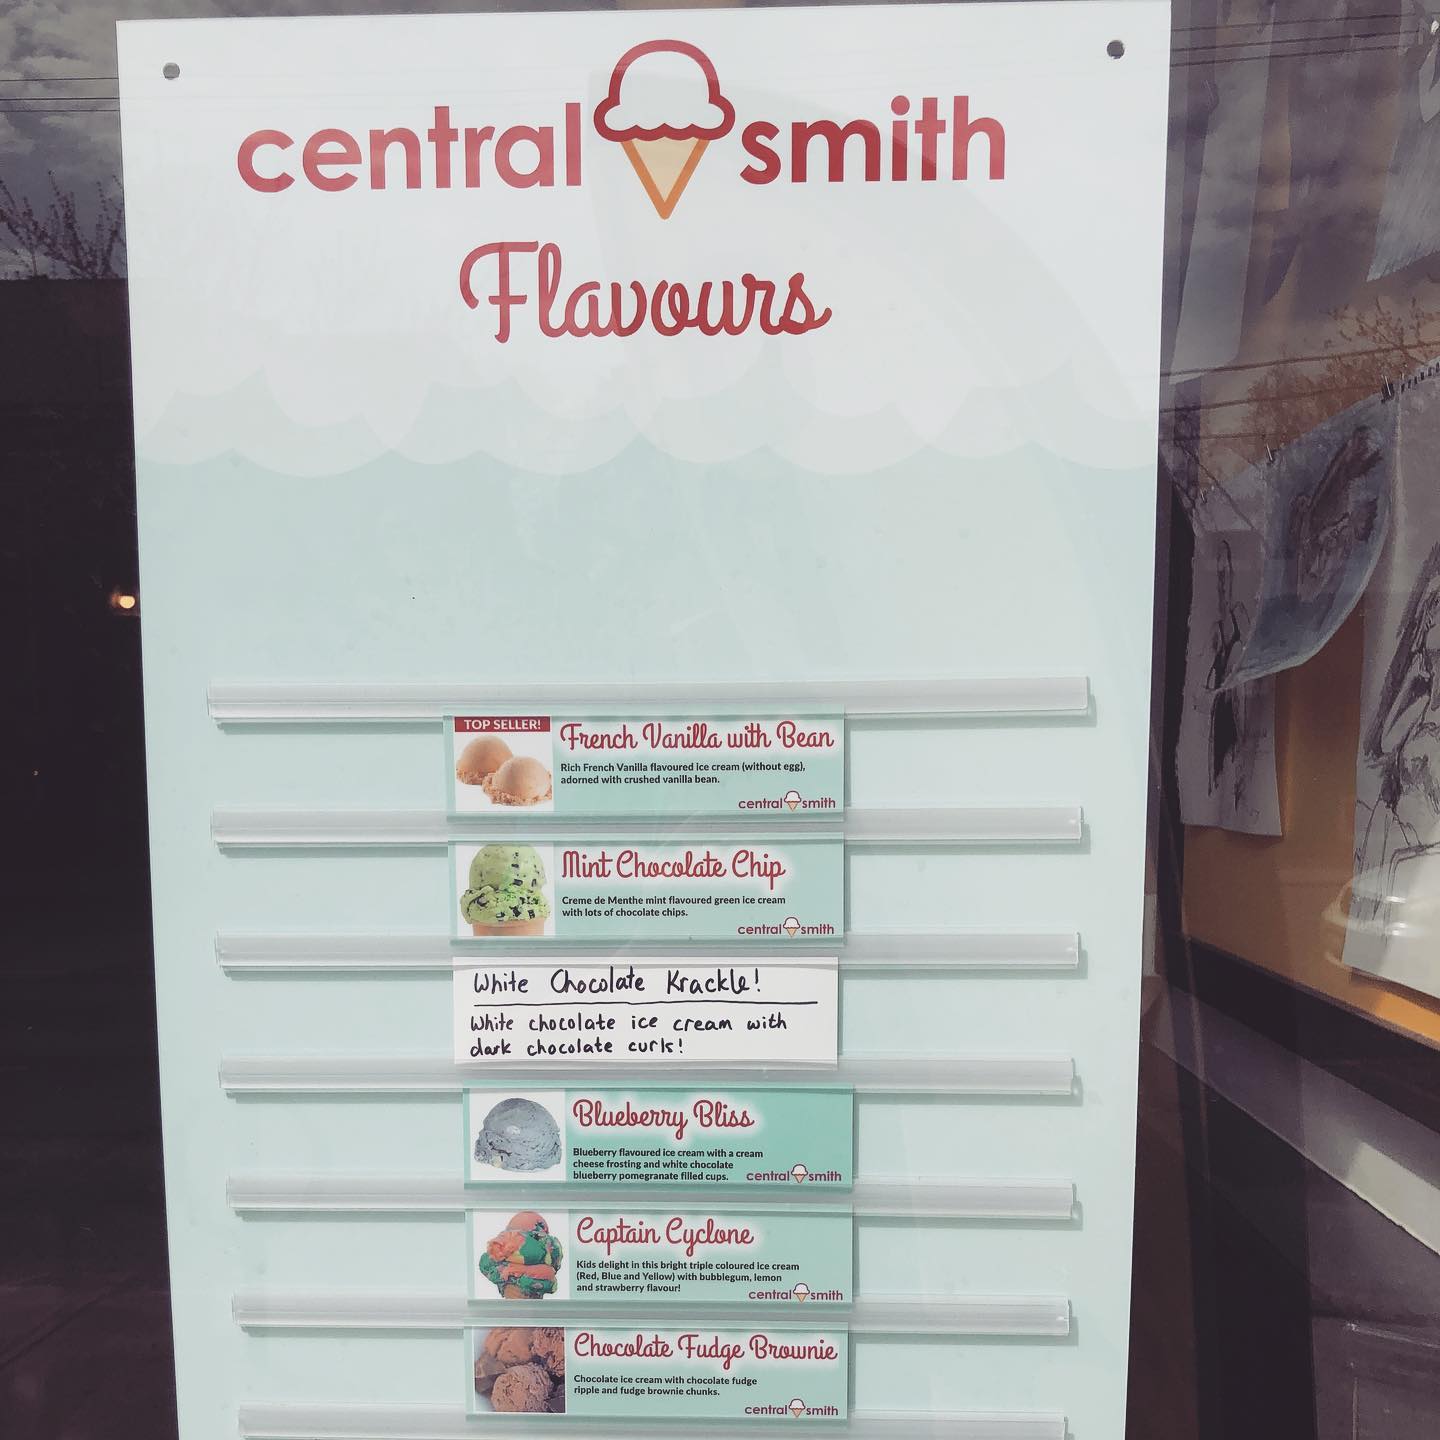 central smith
Flavours
TOP SELLER!
French Vanilla with Bean
Rich French Vanilla flavoured ice cream (without egg),
adorned with crushed vanilla bean.
central smith
Mint Chocolate Chip
Creme de Menthe mint flavoured green ice cream
with lots of chocolate chips.
central smith
White Chocolate Krackle!
White chocolate ice cream with
dark chocolate curls!
Blueberry Bliss
Blueberry flavoured ice cream with a cream
cheese frosting and white chocolate
blueberry pomegranate filled cups.
central smith
Captain Cyclone
Kids delight in this bright triple coloured ice cream
(Red, Blue and Yellow) with bubblegum, lemon
and strawberry flavour!
central smith
Chocolate Fudge Brownie
Chocolate ice cream with chocolate fudge
ripple and fudge brownie chunks.
central smith